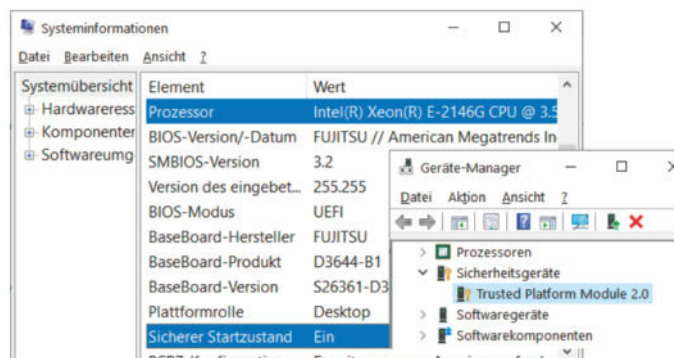 Systeminformationen
Datei Bearbeiten Ansicht ?
Systemübersicht
Hardwareress
Komponenter
Softwareumg
Element Wert
Prozessor Intel(R) Xeon(R) E-2146G CPU @ 3.5
BIOS-Version/-Datum FUJITSU // American Megatrends In
SMBIOS-Version 3.2
Version des eingebet... 255.255
BIOS-Modus UEFI
BaseBoard-Hersteller FUJITSU
BaseBoard-Produkt D3644-B1
BaseBoard-Version S26361-D3
Plattformrolle Desktop
Sicherer Startzustand Ein
Geräte-Manager
Datei Aktion Ansicht ?
Prozessoren
Sicherheitsgeräte
Trusted Platform Module 2.0
Softwaregeräte
Softwarekomponenten